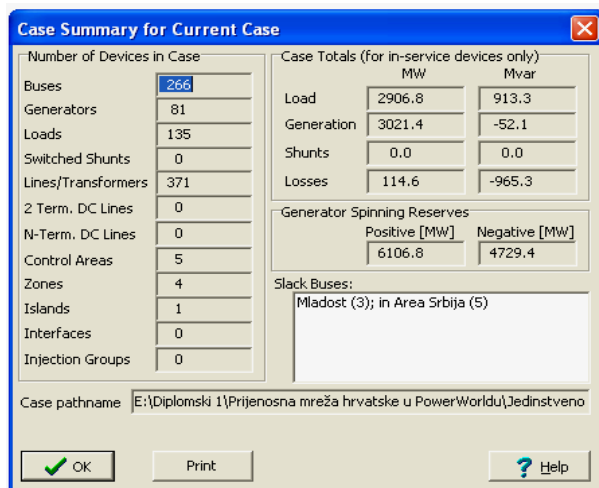 Case Summary for Current Case
Number of Devices in Case
Buses 266
Generators 81
Loads 135
Switched Shunts 0
Lines/Transformers 371
2 Term. DC Lines 0
N-Term. DC Lines 0
Control Areas 5
Zones 4
Islands 1
Interfaces 0
Injection Groups 0
Case Totals (for in-service devices only)
MW Mvar
Load 2906.8 913.3
Generation 3021.4 -52.1
Shunts 0.0 0.0
Losses 114.6 -965.3
Generator Spinning Reserves
Positive [MW] Negative [MW]
6106.8 4729.4
Slack Buses:
Mladost (3); in Area Srbija (5)
Case pathname E:\Diplomski 1\Prijenosna mreža hrvatske u PowerWorldu\Jedinstveno
OK Print ? Help